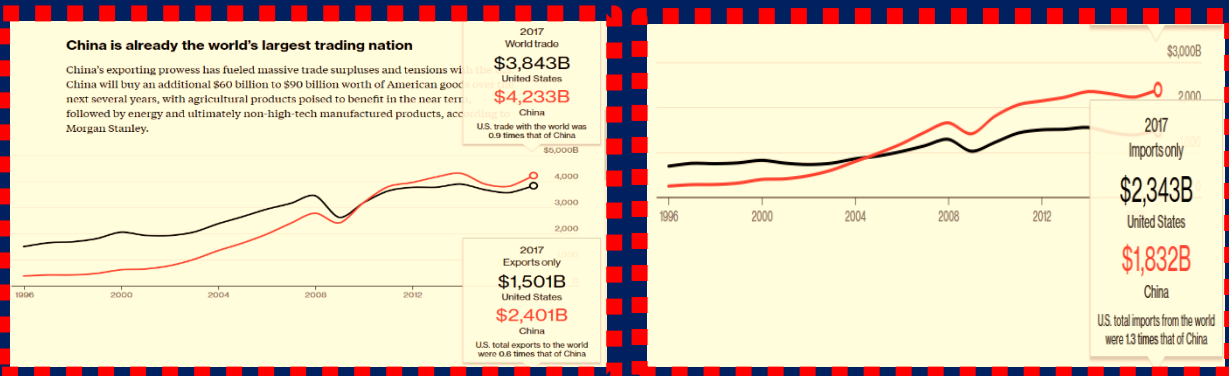 China is already the world's largest trading nation
China's exporting prowess has fueled massive trade surpluses and tensions with the
China will buy an additional $60 billion to $90 billion worth of American goods over
next several years, with agricultural products poised to benefit in the near term,
followed by energy and ultimately non-high-tech manufactured products, according to
Morgan Stanley.
2017
World trade
$3,843B
United States
$4,233B
China
U.S. trade with the world was
0.9 times that of China
$5,000B
4,000
3,000
2,000
1996
2000
2004
2008
2012
2017
Exports only
$1,501B
United States
$2,401B
China
U.S. total exports to the world
were 0.6 times that of China
$3,000B
2,000
1996
2000
2004
2008
2012
2017
Imports only
$2,343B
United States
$1,832B
China
U.S. total imports from the world
were 1.3 times that of China